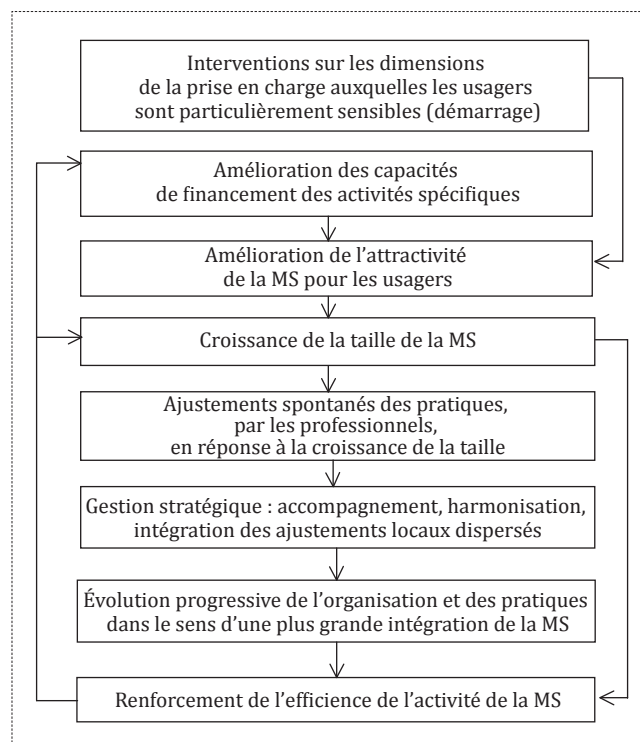 Interventions sur les dimensions
de la prise en charge auxquelles les usagers
sont particulièrement sensibles (démarrage)
Amélioration des capacités
de financement des activités spécifiques
Amélioration de l’attractivité
de la MS pour les usagers
Croissance de la taille de la MS
Ajustements spontanés des pratiques,
par les professionnels,
en réponse à la croissance de la taille
Gestion stratégique : accompagnement, harmonisation,
intégration des ajustements locaux dispersés
Évolution progressive de l’organisation et des pratiques
dans le sens d’une plus grande intégration de la MS
Renforcement de l’efficience de l’activité de la MS